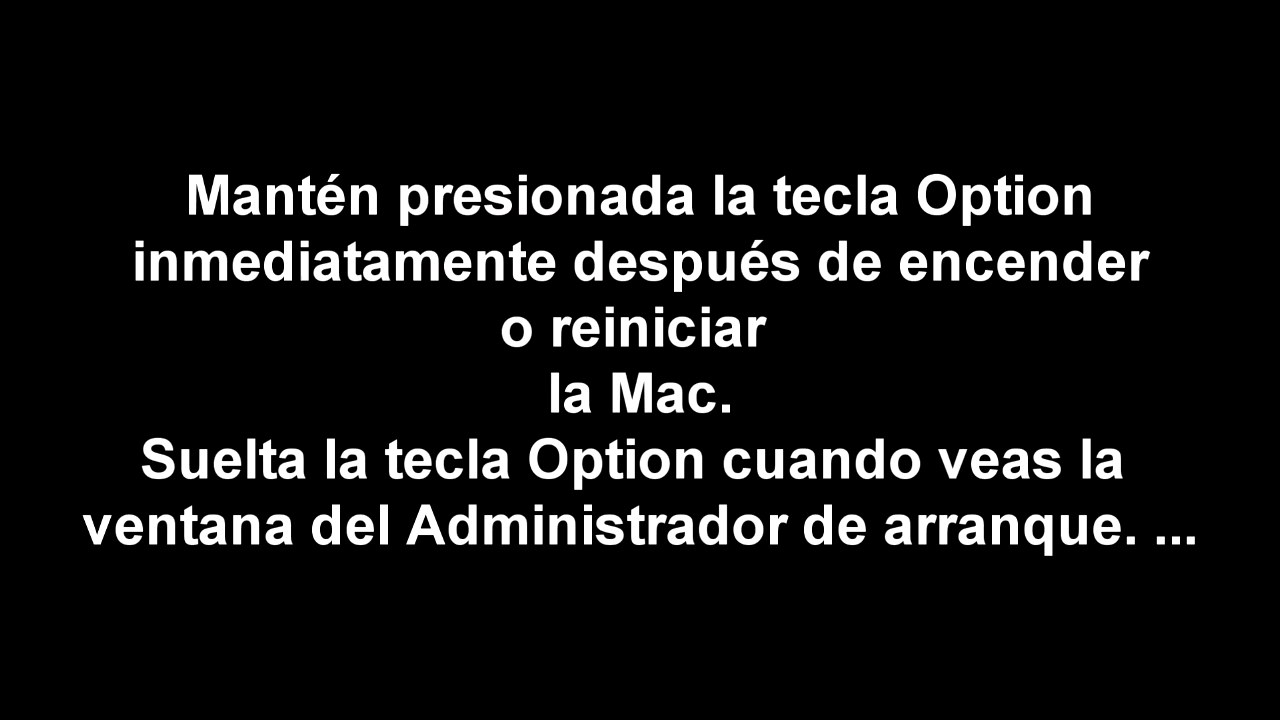 Mantén presionada la tecla Option
inmediatamente después de encender
o reiniciar
la Mac.
Suelta la tecla Option cuando veas la
ventana del Administrador de arranque. ...